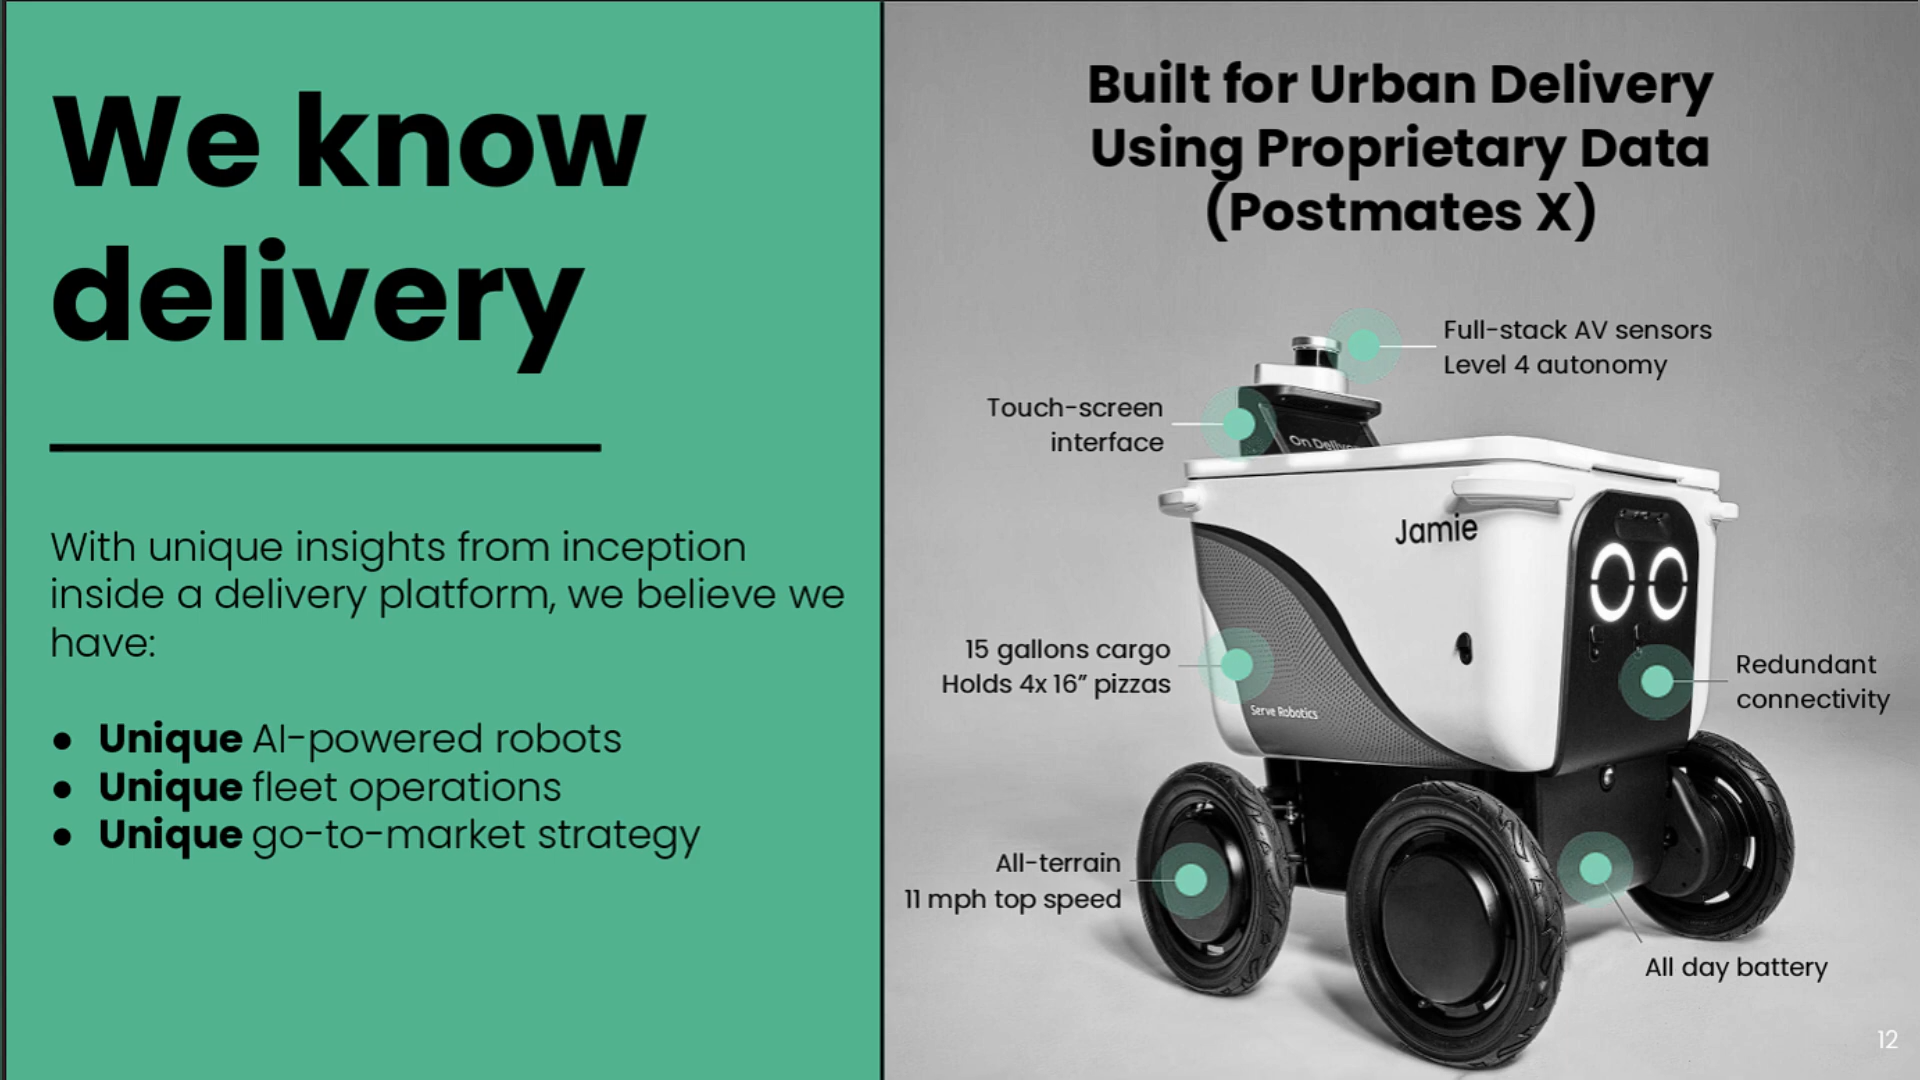 We know
delivery
With unique insights from inception
inside a delivery platform, we believe we
have:
● Unique AI-powered robots
● Unique fleet operations
● Unique go-to-market strategy
Built for Urban Delivery
Using Proprietary Data
(Postmates X)
Full-stack AV sensors
Level 4 autonomy
Touch-screen
interface
On
Jamie
15 gallons cargo
Holds 4x 16” pizzas
Serve Robotics
Redundant
connectivity
All-terrain
11 mph top speed
All day battery
12